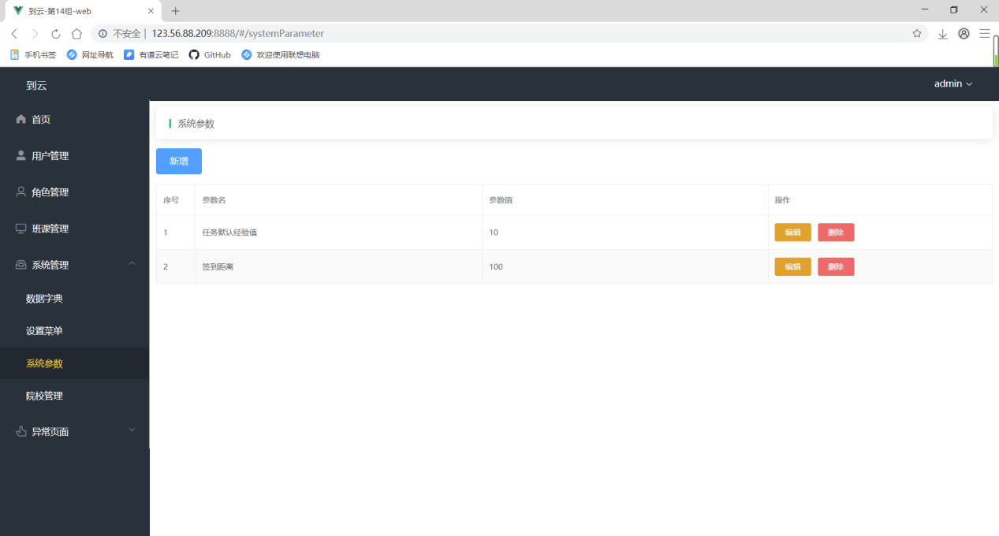 到云-第14组-web
不安全 | 123.56.88.209:8888/#/systemParameter
手机书签 网址导航 有道云笔记 GitHub 欢迎使用联想电脑
到云 admin
首页
用户管理
角色管理
班课管理
系统管理
数据字典
设置菜单
系统参数
院校管理
异常页面
系统参数
新增
序号 参数名 参数值 操作
1 任务默认经验值 10 编辑 删除
2 签到距离 100 编辑 删除